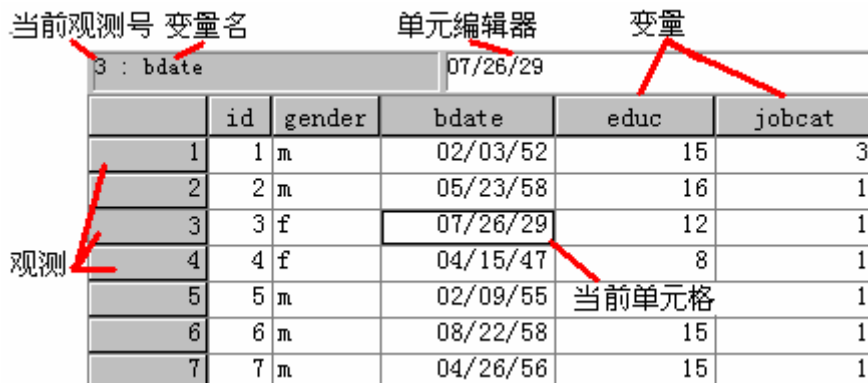 当前观测号 变量名 单元编辑器 变量
3 : bdate 07/26/29
id gender bdate educ jobcat
1 1 m 02/03/52 15 3
2 2 m 05/23/58 16 1
3 3 f 07/26/29 12 1
观测 4 4 f 04/15/47 8 1
5 5 m 02/09/55 当前单元格 1
6 6 m 08/22/58 15 1
7 7 m 04/26/56 15 1